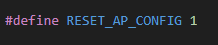 #define RESET_AP_CONFIG 1